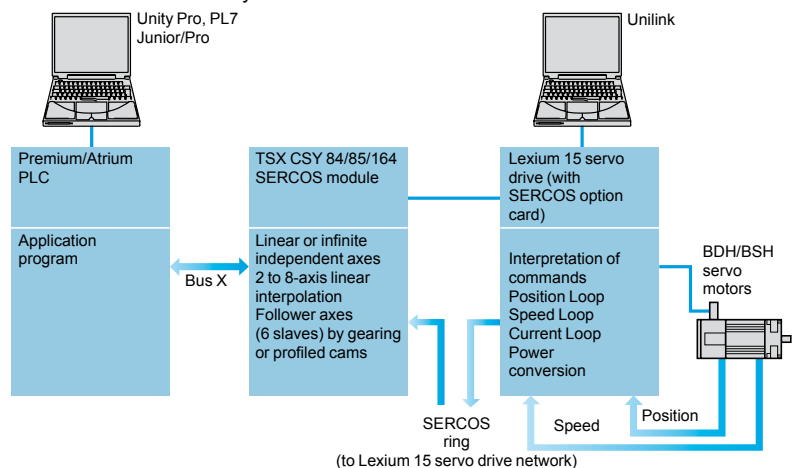 Unity Pro, PL7
Junior/Pro
Unilink
Premium/Atrium
PLC
TSX CSY 84/85/164
SERCOS module
Lexium 15 servo
drive (with
SERCOS option
card)
Application
program
Bus X
Linear or infinite
independent axes
2 to 8-axis linear
interpolation
Follower axes
(6 slaves) by gearing
or profiled cams
Interpretation of
commands
Position Loop
Speed Loop
Current Loop
Power
conversion
BDH/BSH
servo
motors
SERCOS
ring
(to Lexium 15 servo drive network)
Speed
Position